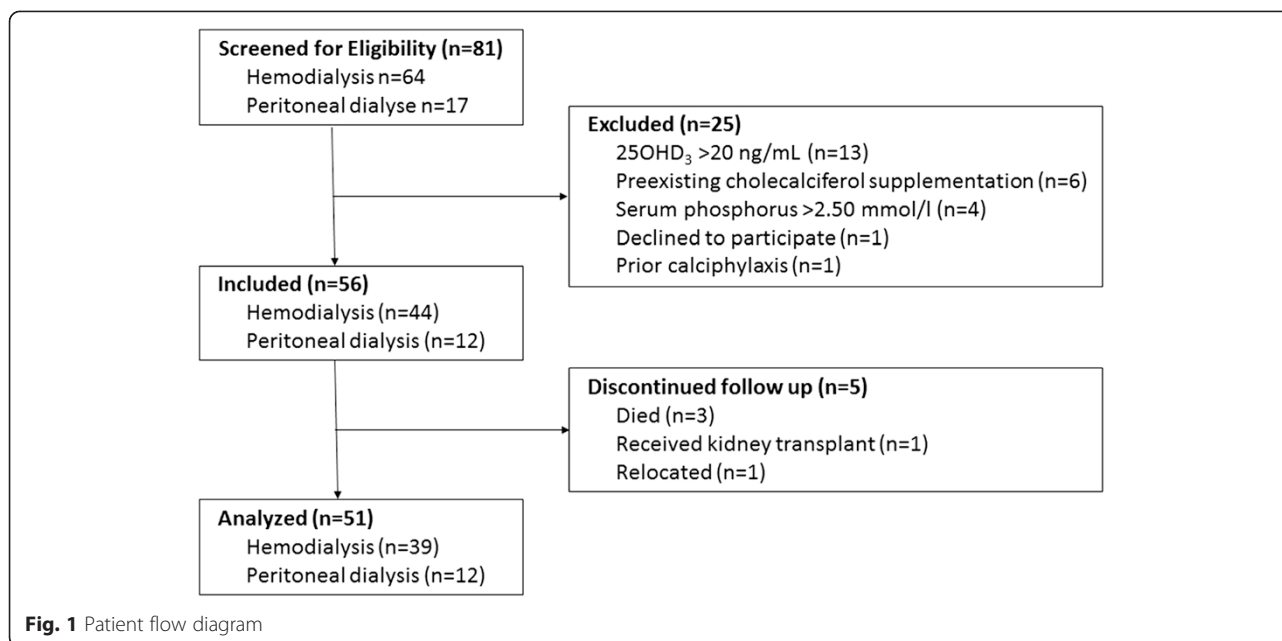 Screened for Eligibility (n=81)
Hemodialysis n=64
Peritoneal dialyse n=17
Excluded (n=25)
25OHD₃ >20 ng/mL (n=13)
Preexisting cholecalciferol supplementation (n=6)
Serum phosphorus >2.50 mmol/l (n=4)
Declined to participate (n=1)
Prior calciphylaxis (n=1)
Included (n=56)
Hemodialysis (n=44)
Peritoneal dialysis (n=12)
Discontinued follow up (n=5)
Died (n=3)
Received kidney transplant (n=1)
Relocated (n=1)
Analyzed (n=51)
Hemodialysis (n=39)
Peritoneal dialysis (n=12)
Fig. 1 Patient flow diagram